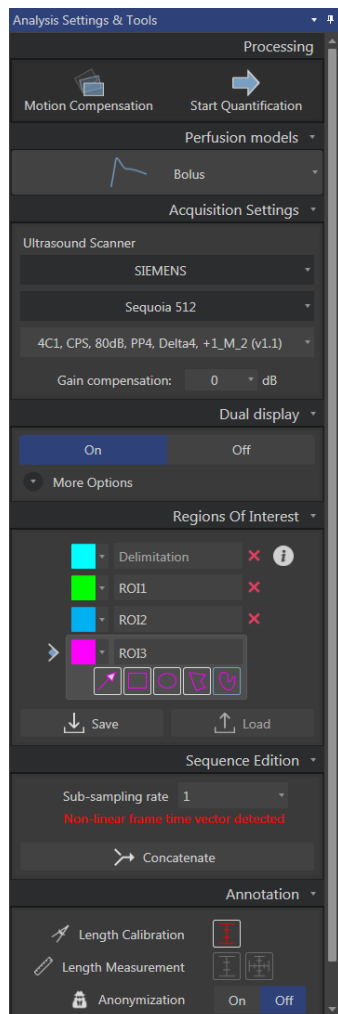 Analysis Settings & Tools
Processing
Motion Compensation Start Quantification
Perfusion models
Bolus
Acquisition Settings
Ultrasound Scanner
SIEMENS
Sequoia 512
4C1, CPS, 80dB, PP4, Delta4, +1_M_2 (v1.1)
Gain compensation: 0 dB
Dual display
On Off
More Options
Regions Of Interest
Delimitation
ROI1
ROI2
ROI3
Save Load
Sequence Edition
Sub-sampling rate 1
Non-linear frame time vector detected
Concatenate
Annotation
Length Calibration
Length Measurement
Anonymization On Off